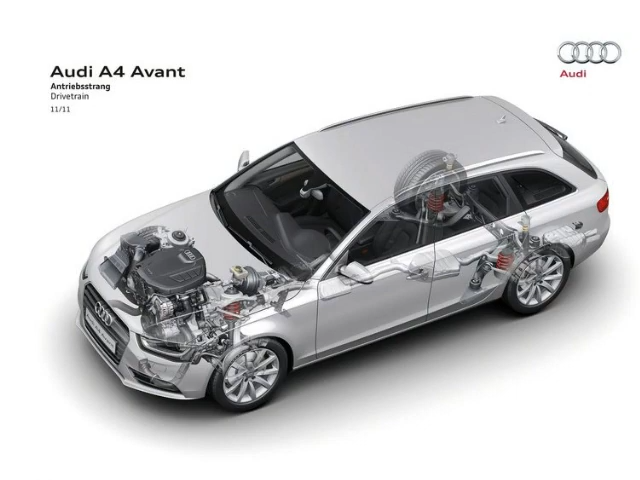 Audi A4 Avant
Antriebsstrang
Drivetrain
11/11
Audi